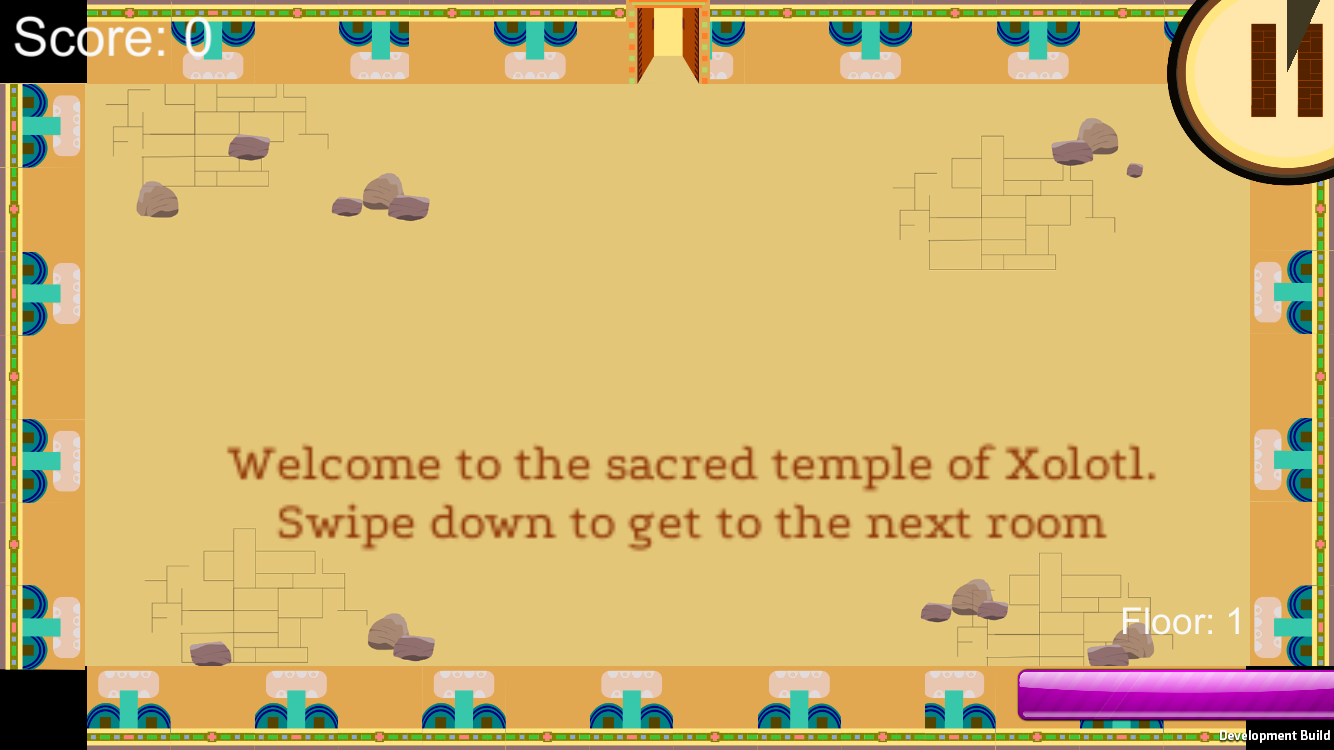 Score: 0
Welcome to the sacred temple of Xolotl.
Swipe down to get to the next room
Floor: 1
Development Build